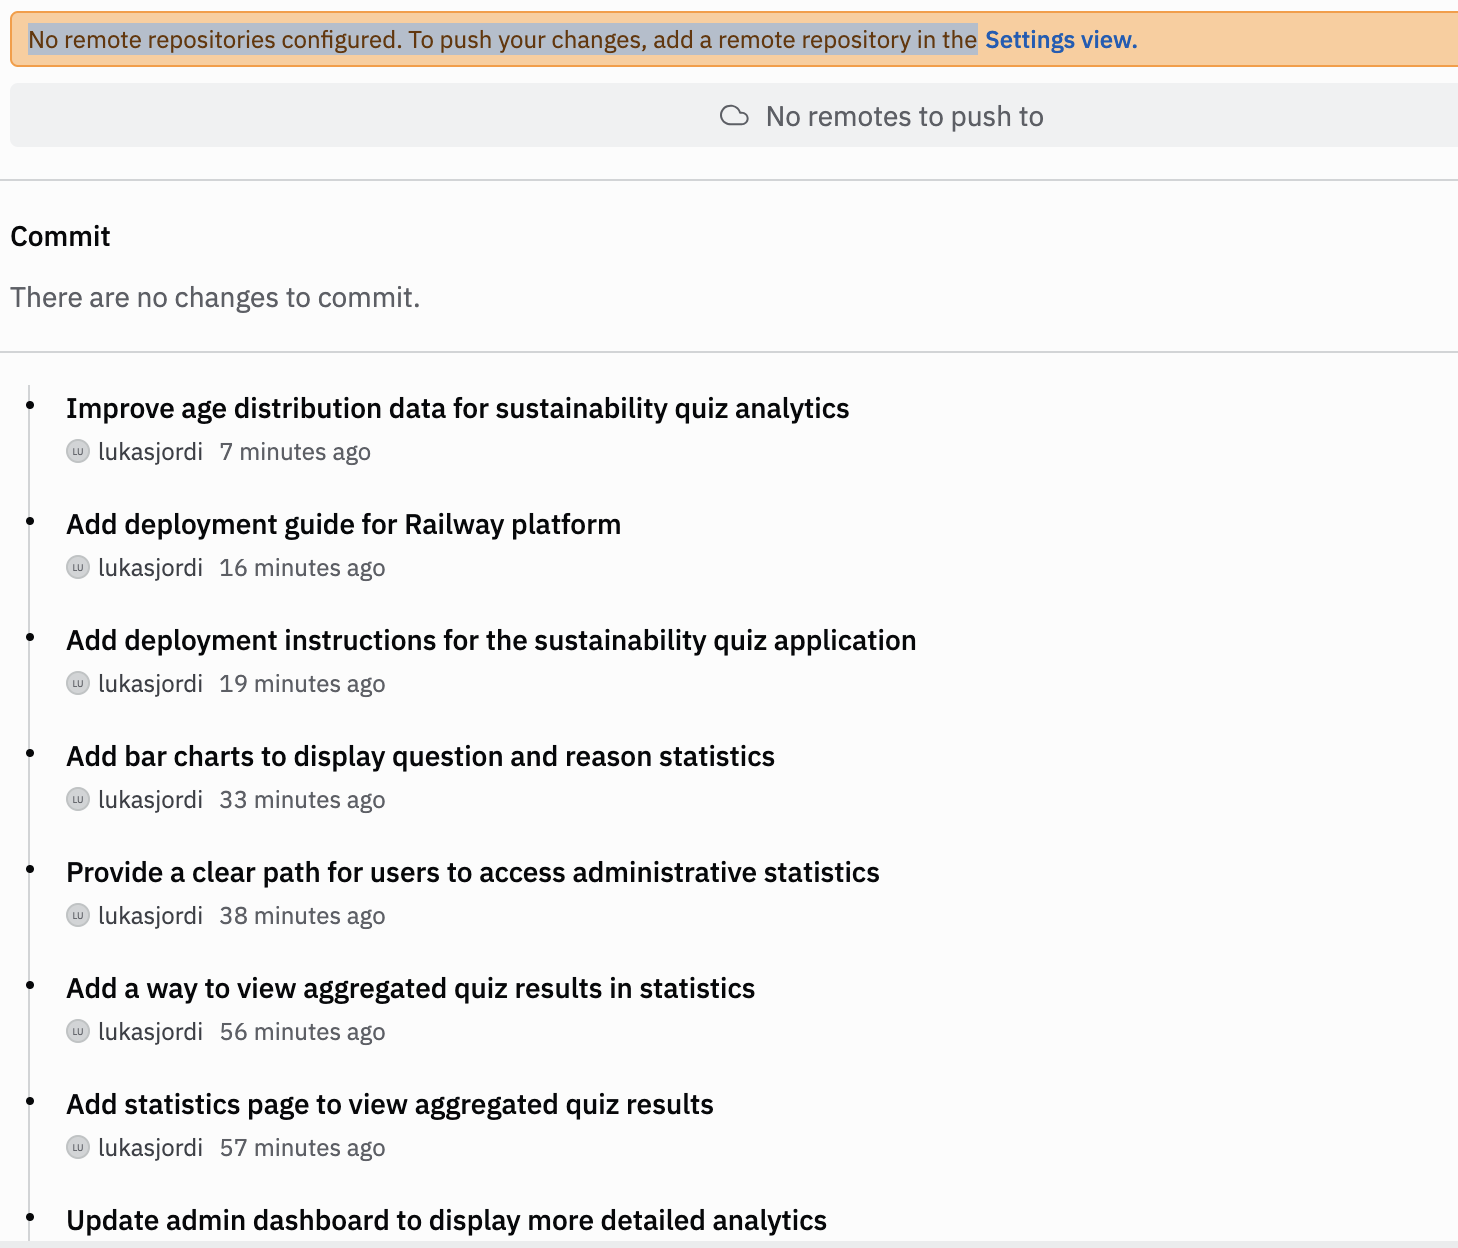 No remote repositories configured. To push your changes, add a remote repository in the Settings view.
No remotes to push to
Commit
There are no changes to commit.
Improve age distribution data for sustainability quiz analytics
LU lukasjordi 7 minutes ago
Add deployment guide for Railway platform
LU lukasjordi 16 minutes ago
Add deployment instructions for the sustainability quiz application
LU lukasjordi 19 minutes ago
Add bar charts to display question and reason statistics
LU lukasjordi 33 minutes ago
Provide a clear path for users to access administrative statistics
LU lukasjordi 38 minutes ago
Add a way to view aggregated quiz results in statistics
LU lukasjordi 56 minutes ago
Add statistics page to view aggregated quiz results
LU lukasjordi 57 minutes ago
Update admin dashboard to display more detailed analytics